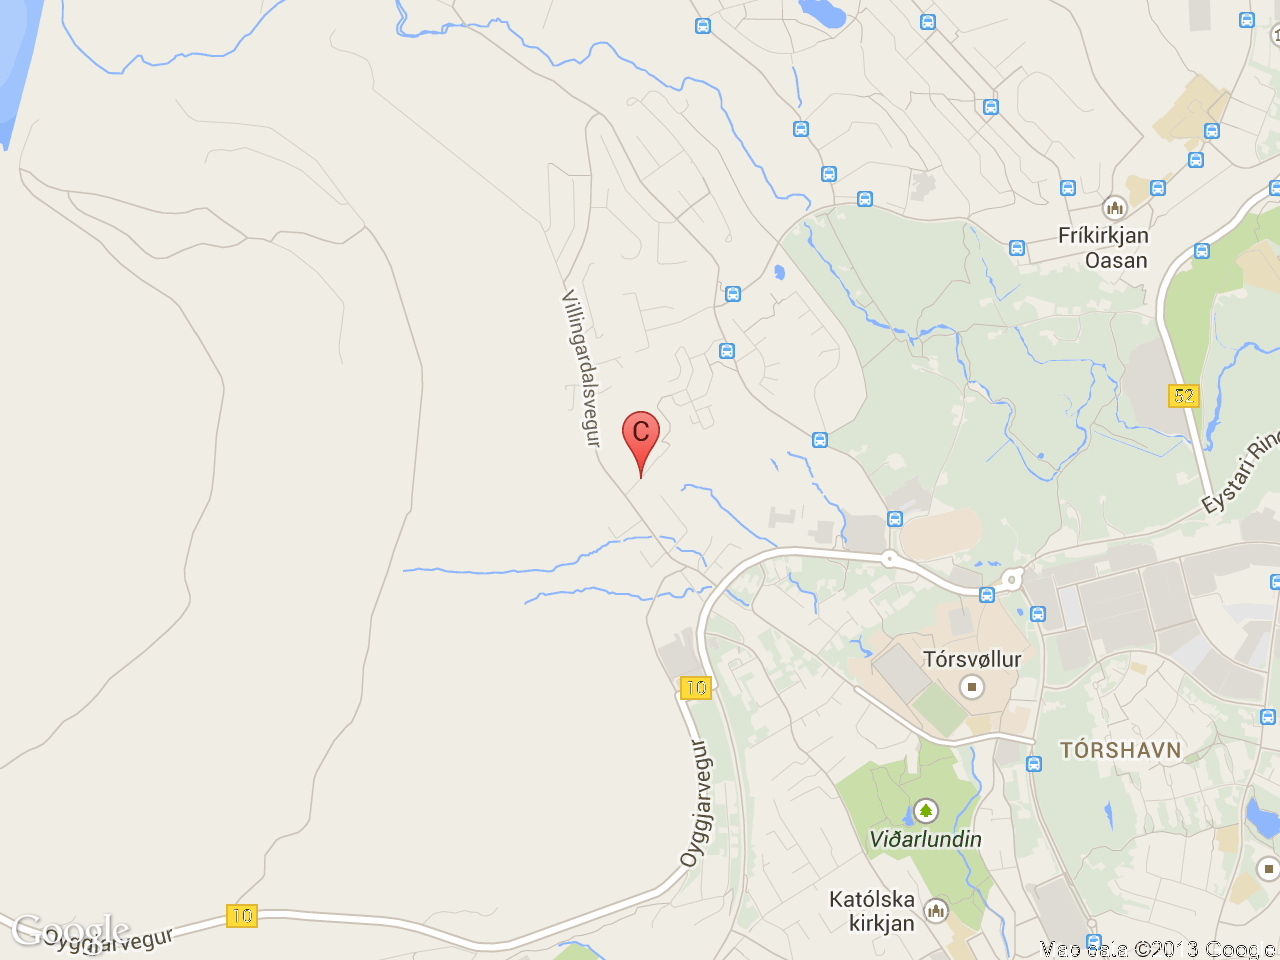 Fríkirkjan
Oasan
Villingardalsvegur
52
C
Eystari Ring
Tórsvøllur
10
TÓRSHAVN
Oyggjarvegur
Viðarlundin
Katólska
kirkjan
10
Google
Oyggjarvegur
Map data ©2013 Google